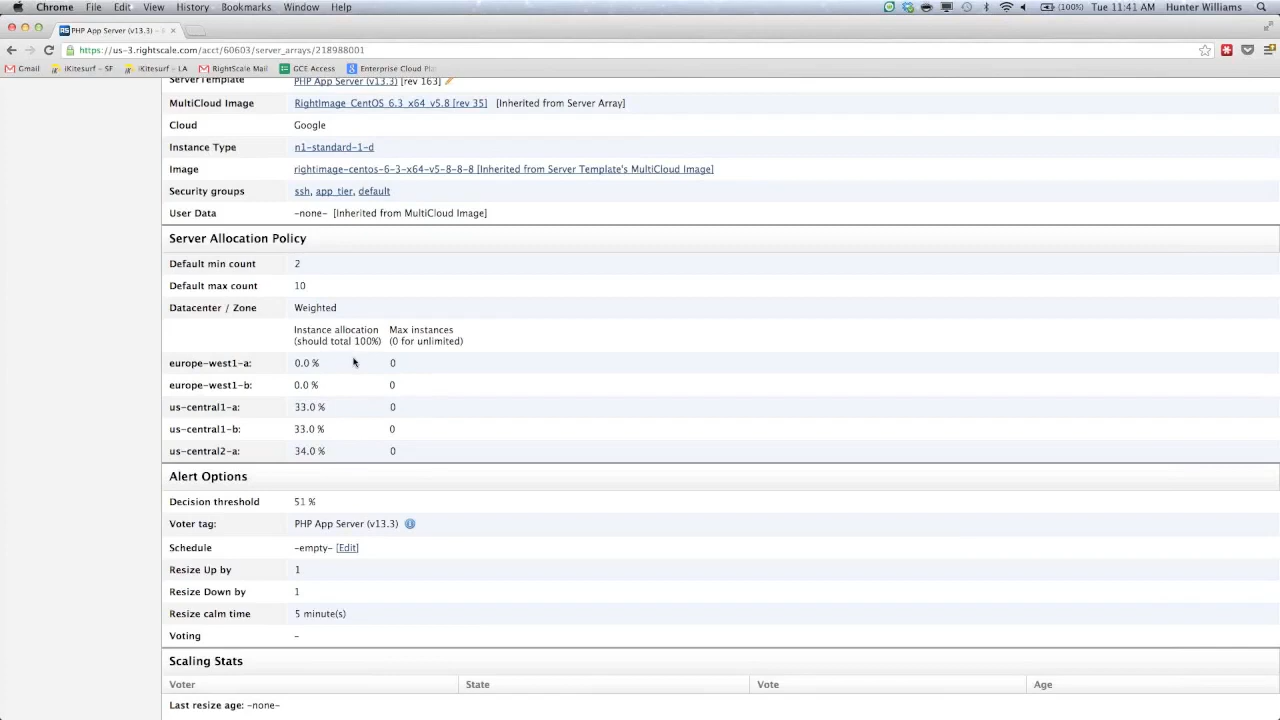 Chrome File Edit View History Bookmarks Window Help (100%) Tue 11:41 AM Hunter Williams
PHP App Server (v13.3)
https://us-3.rightscale.com/acct/60603/server_arrays/218988001
Gmail iKitesurf - SF iKitesurf - LA RightScale Mail GCE Access Enterprise Cloud Pla
ServerTemplate PHP App Server (v13.3) [rev 163]
MultiCloud Image RightImage_CentOS_6.3_x64_v5.8 [rev 35] [Inherited from Server Array]
Cloud Google
Instance Type n1-standard-1-d
Image rightimage-centos-6-3-x64-v5-8-8-8 [Inherited from Server Template's MultiCloud Image]
Security groups ssh, app_tier, default
User Data -none- [Inherited from MultiCloud Image]
Server Allocation Policy
Default min count 2
Default max count 10
Datacenter / Zone Weighted
Instance allocation Max instances
(should total 100%) (0 for unlimited)
europe-west1-a: 0.0 % 0
europe-west1-b: 0.0 % 0
us-central1-a: 33.0 % 0
us-central1-b: 33.0 % 0
us-central2-a: 34.0 % 0
Alert Options
Decision threshold 51 %
Voter tag: PHP App Server (v13.3)
Schedule -empty- [Edit]
Resize Up by 1
Resize Down by 1
Resize calm time 5 minute(s)
Voting -
Scaling Stats
Voter State Vote Age
Last resize age: -none-